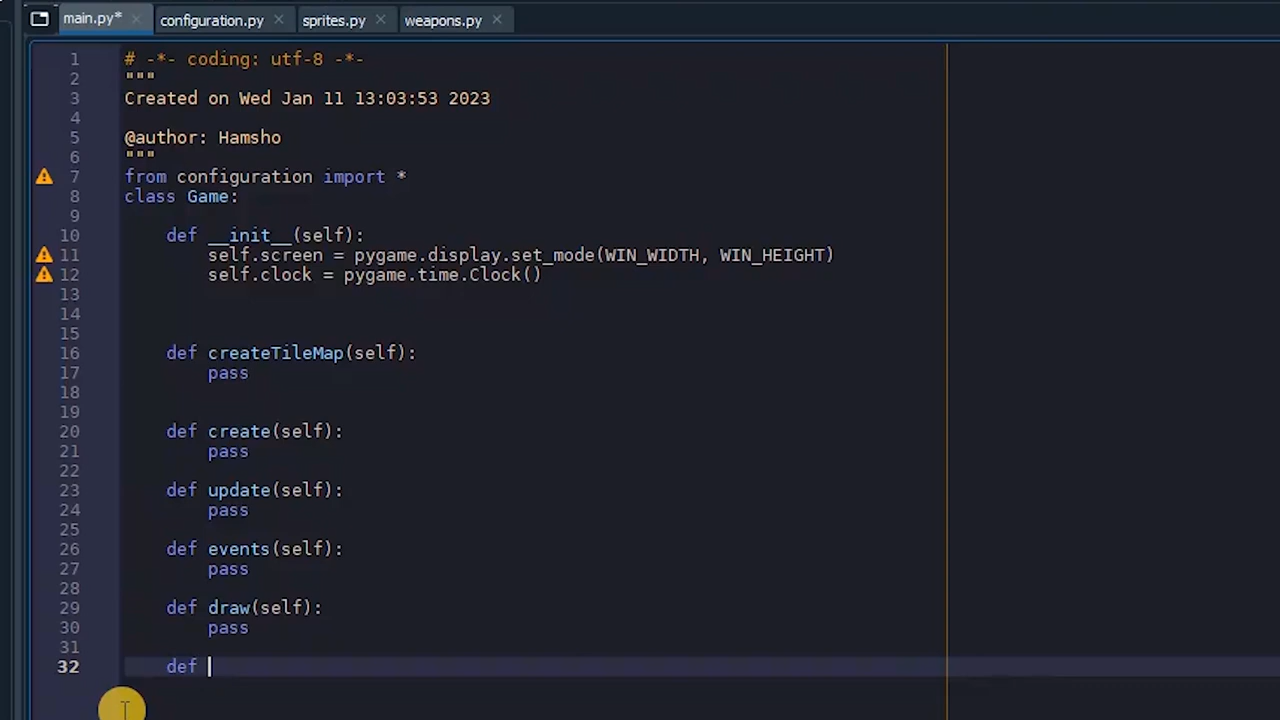 main.py* configuration.py sprites.py weapons.py
1 # -*- coding: utf-8 -*-
2 """
3 Created on Wed Jan 11 13:03:53 2023
4
5 @author: Hamsho
6 """
7 from configuration import *
8 class Game:
9
10 def __init__(self):
11 self.screen = pygame.display.set_mode(WIN_WIDTH, WIN_HEIGHT)
12 self.clock = pygame.time.Clock()
13
14
15
16 def createTileMap(self):
17 pass
18
19
20 def create(self):
21 pass
22
23 def update(self):
24 pass
25
26 def events(self):
27 pass
28
29 def draw(self):
30 pass
31
32 def